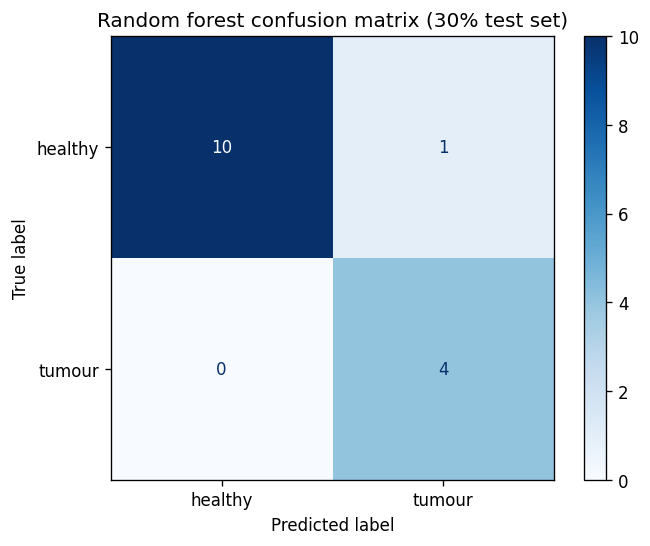 Random forest confusion matrix (30% test set)
10
healthy
10
1
8
True label
6
4
tumour
0
4
2
0
healthy
tumour
Predicted label